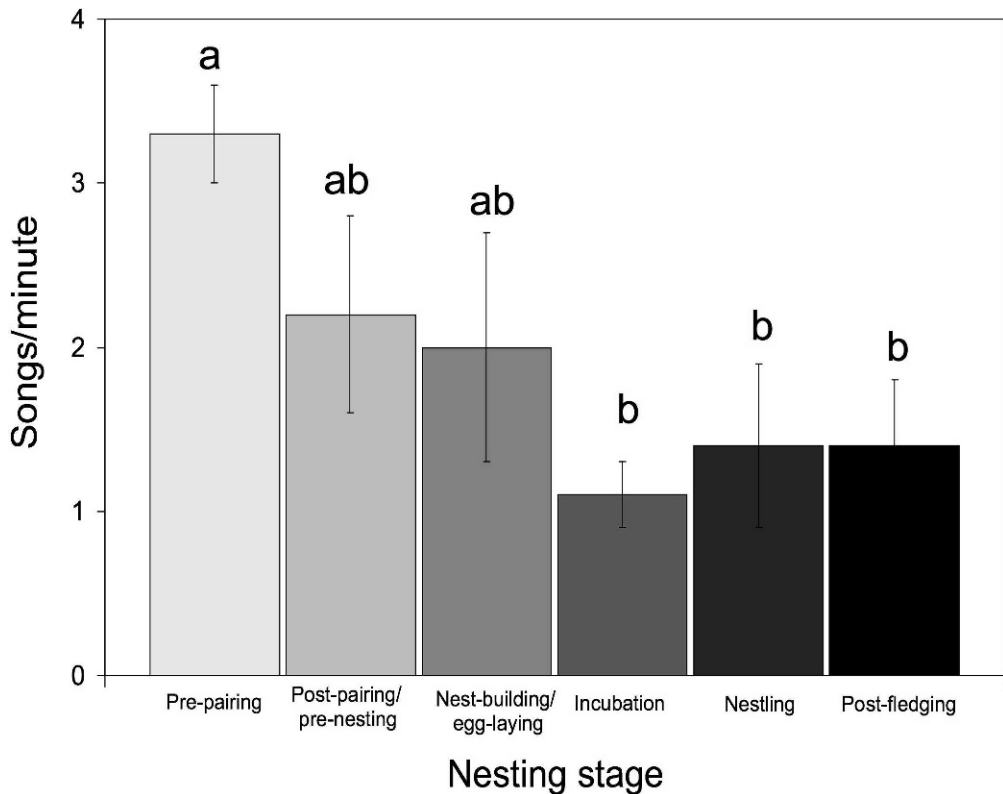 4
a
ab
ab
3
2
b
b
b
1
0
Songs/minute
Pre-pairing
Post-pairing/
pre-nesting
Nest-building/
egg-laying
Incubation
Nestling
Post-fledging
Nesting stage